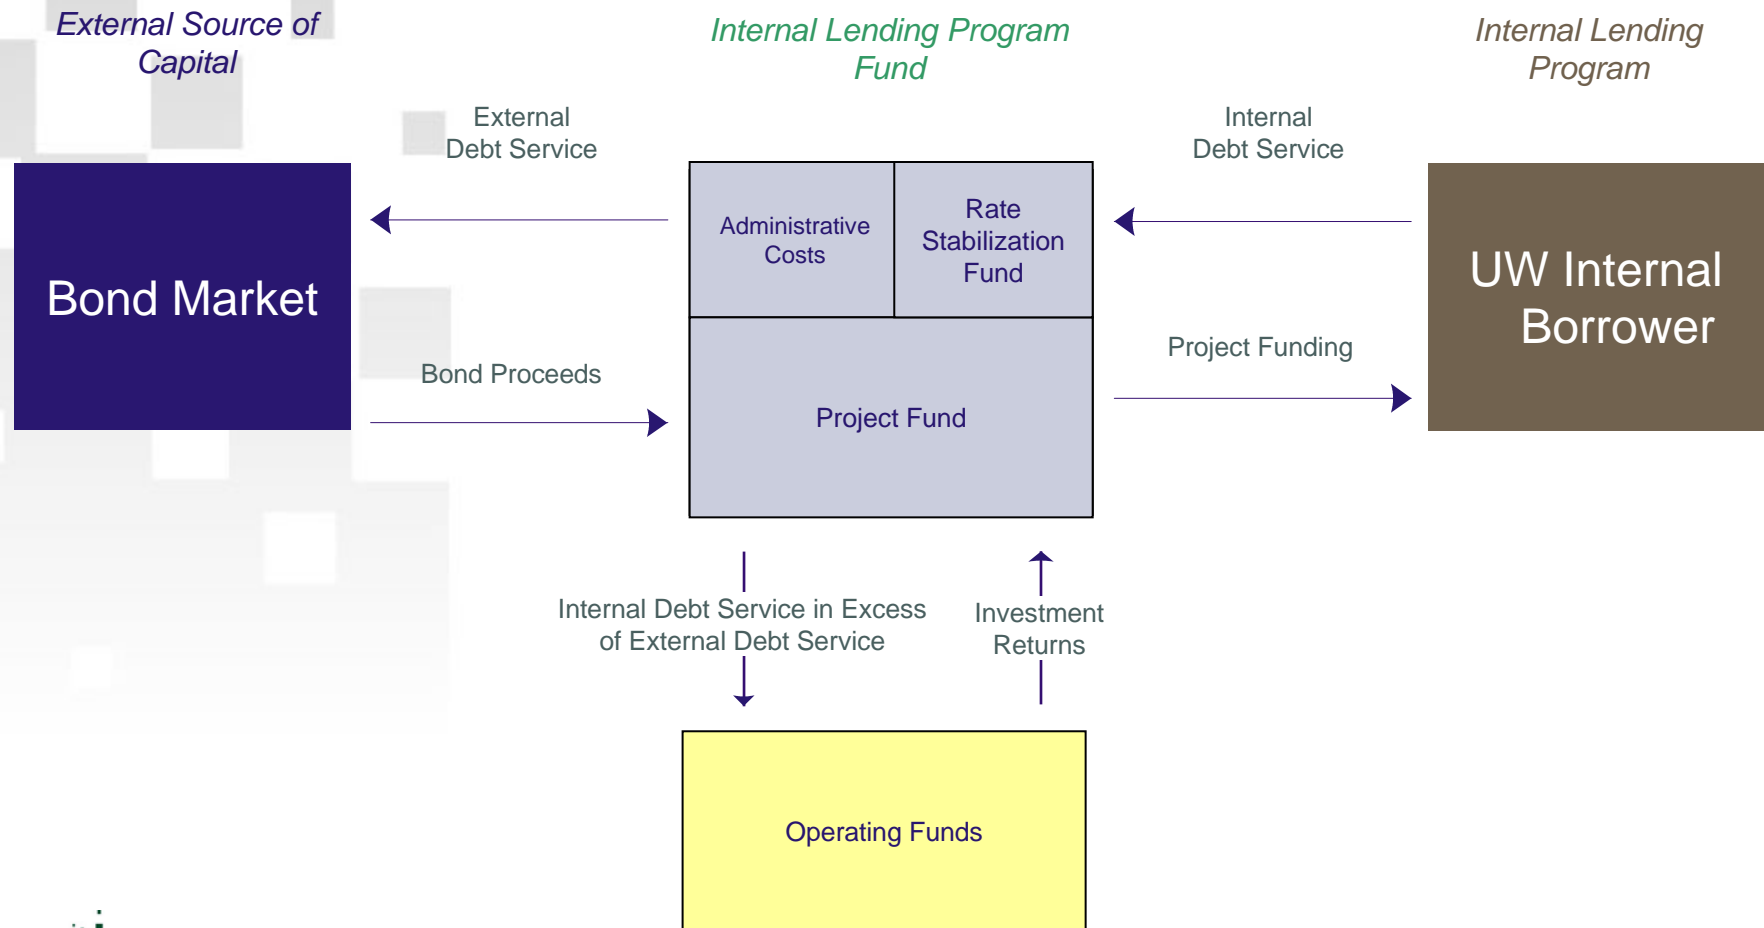 External Source of
Capital
Internal Lending Program
Fund
Internal Lending
Program
External
Debt Service
Internal
Debt Service
Bond Market
Administrative
Costs
Rate
Stabilization
Fund
UW Internal
Borrower
Bond Proceeds
Project Fund
Project Funding
Internal Debt Service in Excess
of External Debt Service
Investment
Returns
Operating Funds